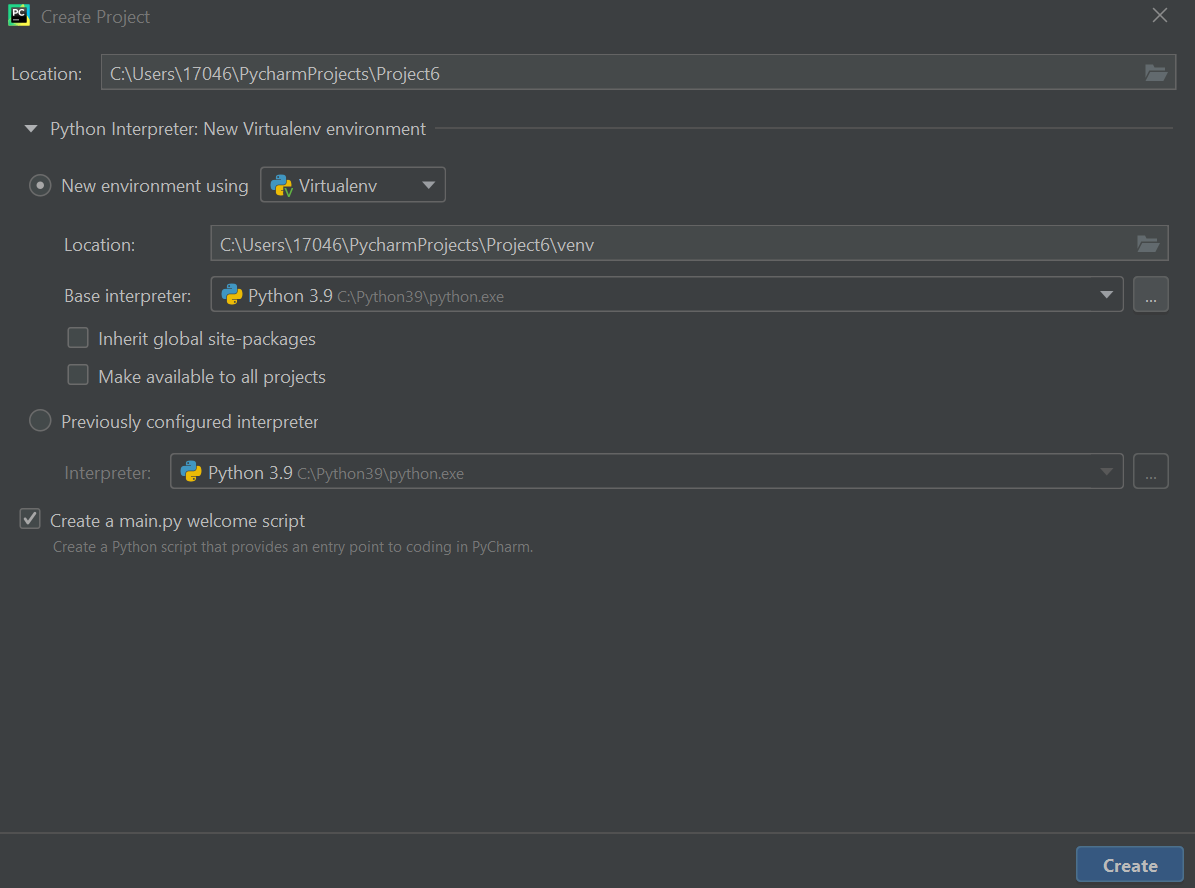 PC Create Project
Location: C:\Users\17046\PycharmProjects\Project6
Python Interpreter: New Virtualenv environment
New environment using V Virtualenv
Location: C:\Users\17046\PycharmProjects\Project6\venv
Base interpreter: Python 3.9 C:\Python39\python.exe ...
Inherit global site-packages
Make available to all projects
Previously configured interpreter
Interpreter: Python 3.9 C:\Python39\python.exe ...
Create a main.py welcome script
Create a Python script that provides an entry point to coding in PyCharm.
Create